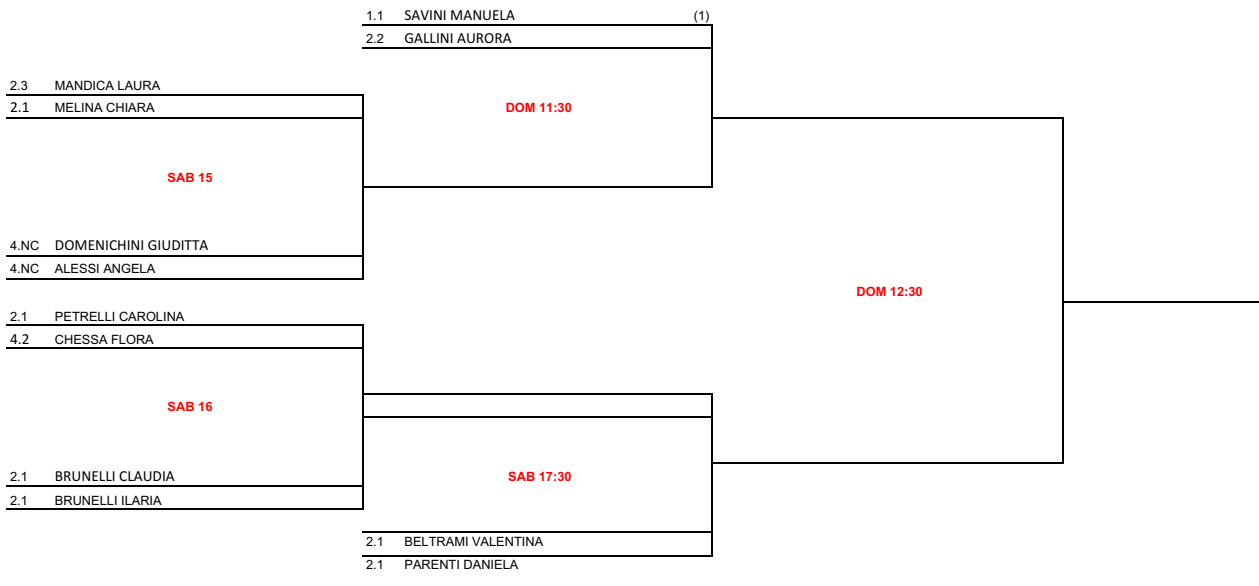 1.1 SAVINI MANUELA (1)
2.2 GALLINI AURORA
2.3 MANDICA LAURA
2.1 MELINA CHIARA
DOM 11:30
SAB 15
4.NC DOMENICHINI GIUDITTA
4.NC ALESSI ANGELA
DOM 12:30
2.1 PETRELLI CAROLINA
4.2 CHESSA FLORA
SAB 16
2.1 BRUNELLI CLAUDIA
SAB 17:30
2.1 BRUNELLI ILARIA
2.1 BELTRAMI VALENTINA
2.1 PARENTI DANIELA